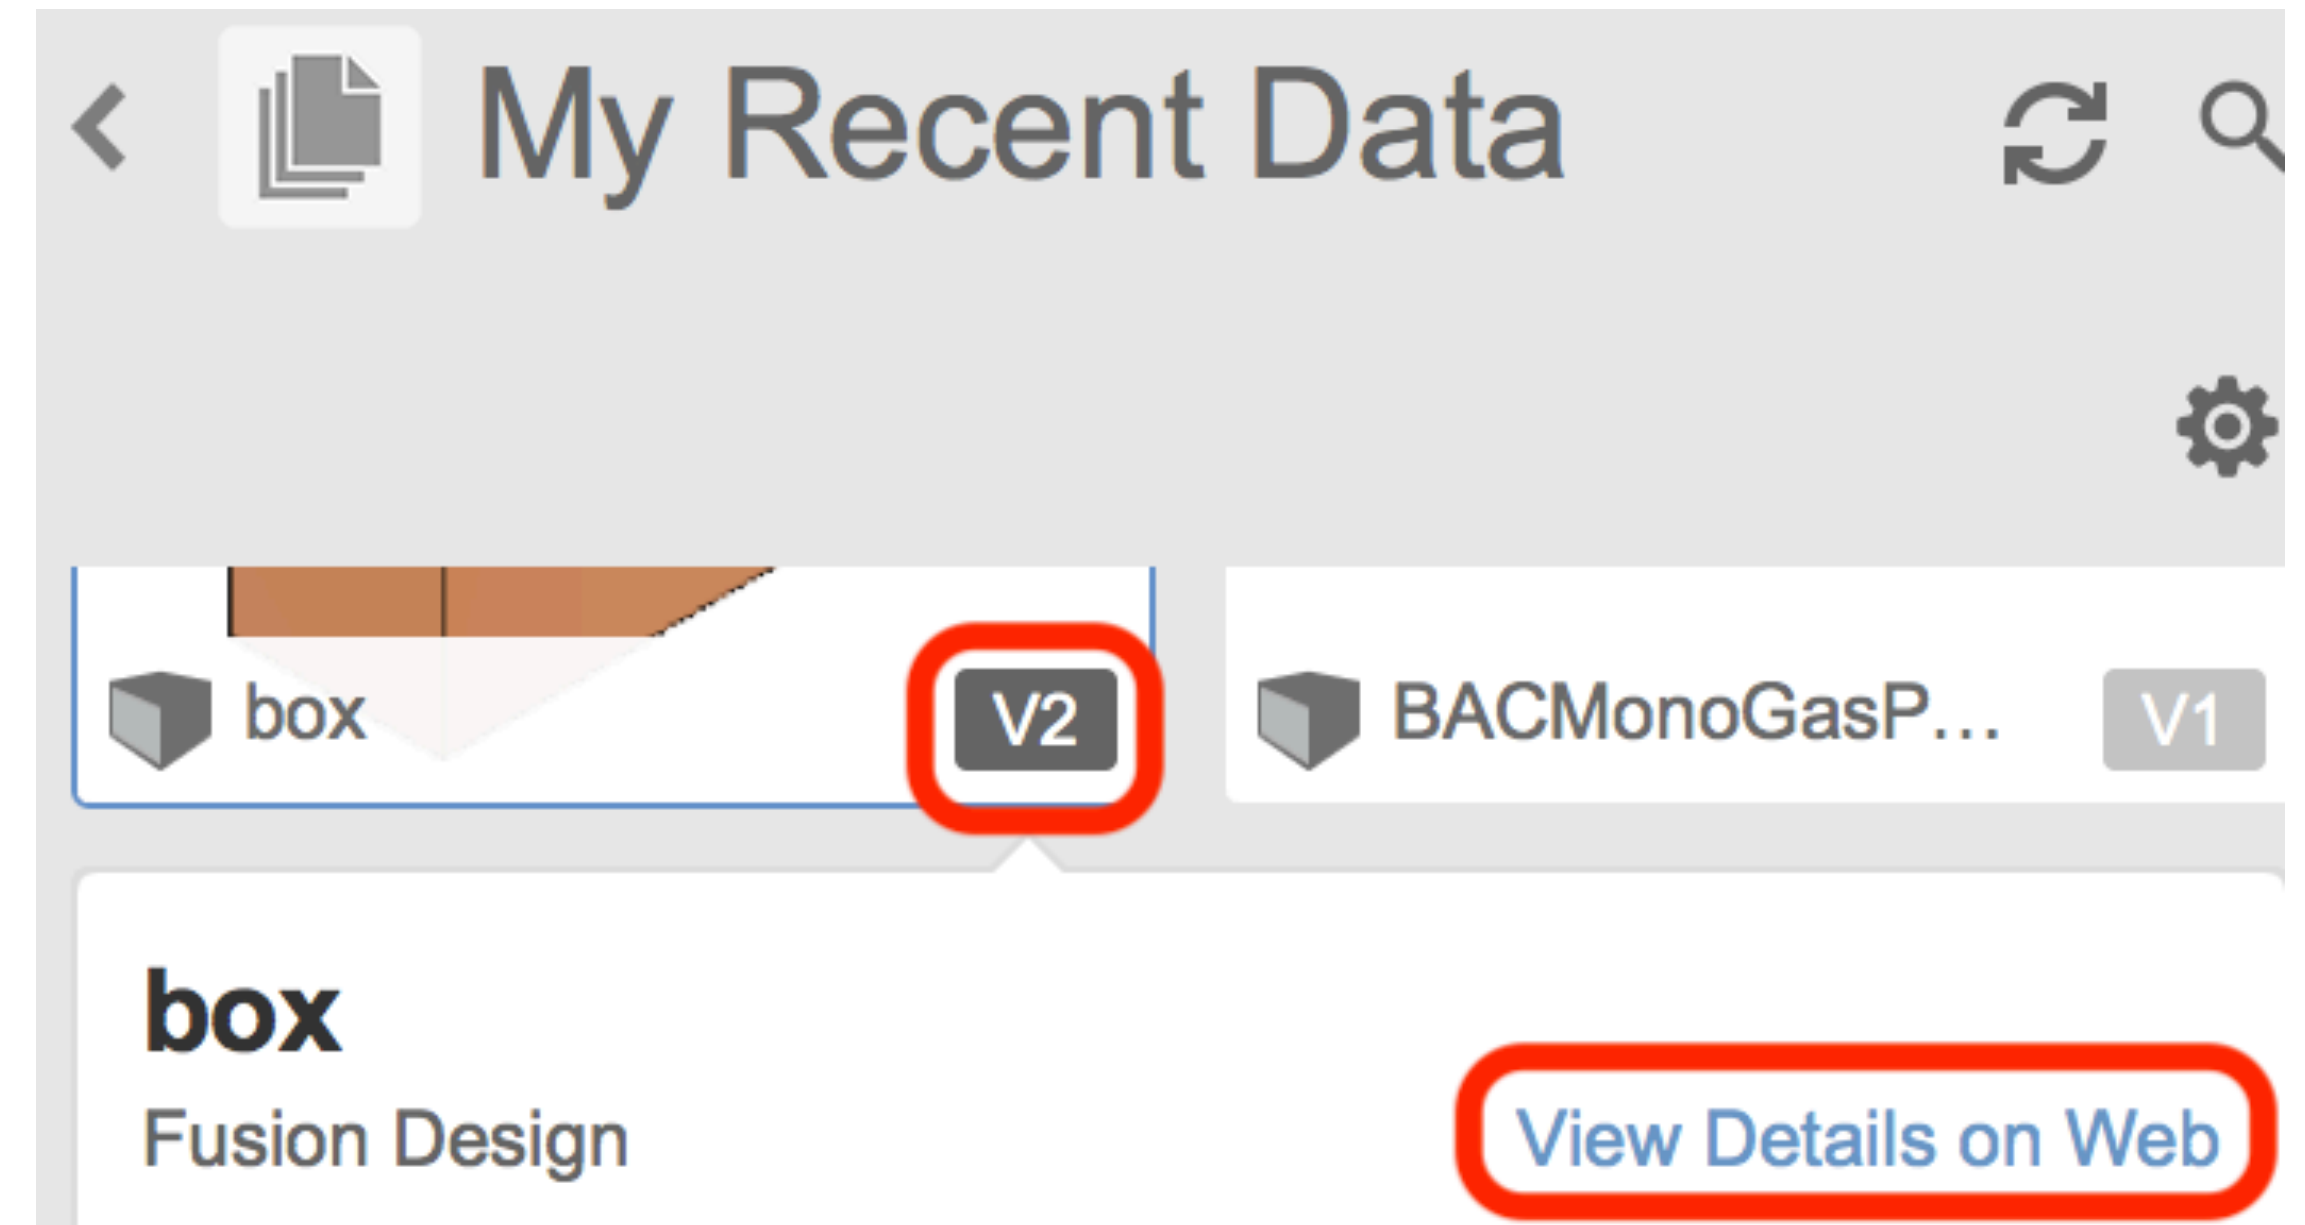 My Recent Data
box V2 BACMonoGasP... V1
box
Fusion Design View Details on Web